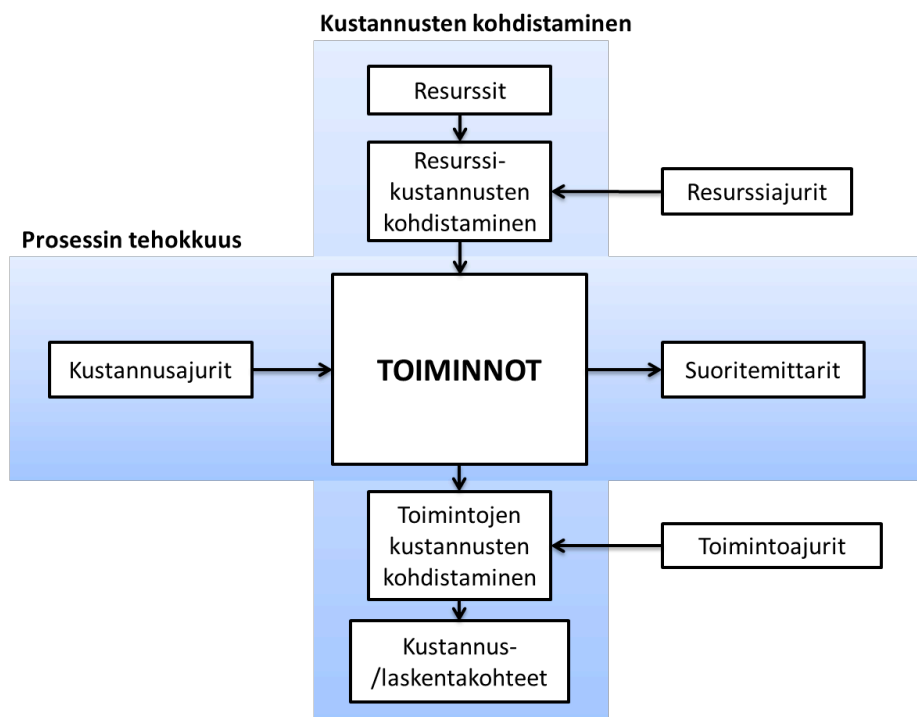 Kustannusten kohdistaminen
Resurssit
Resurssi-
kustannusten
kohdistaminen
Resurssiajurit
Prosessin tehokkuus
Kustannusajurit
TOIMINNOT
Suoritemittarit
Toimintojen
kustannusten
kohdistaminen
Toimintoajurit
Kustannus-
/laskentakohteet